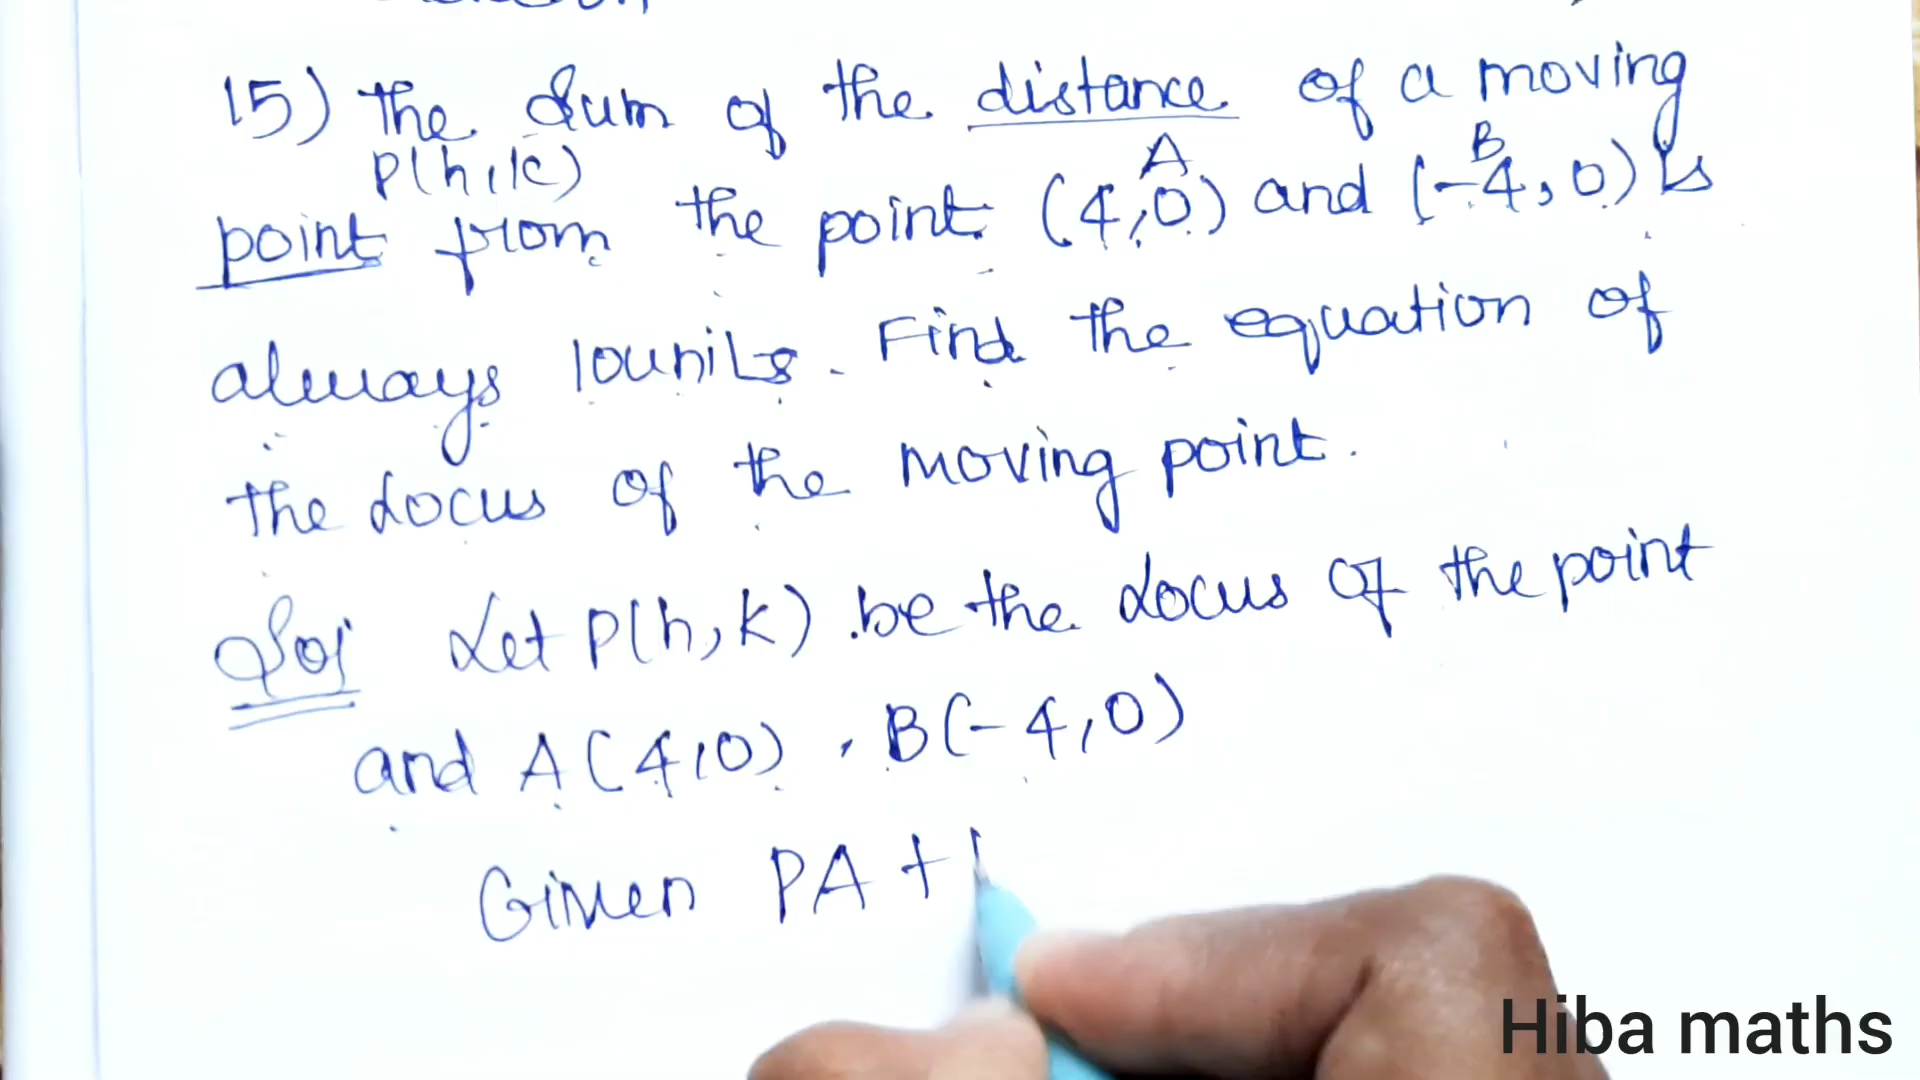 15) The Sum of the distance of a moving
P(h,k) A B
point from the point (4,0) and (-4,0) is
always 10units. Find the equation of
the Locus of the moving point.
Sol Let P(h,k) be the Locus of the point
and A(4,0), B(-4,0)
Given PA +
Hiba maths